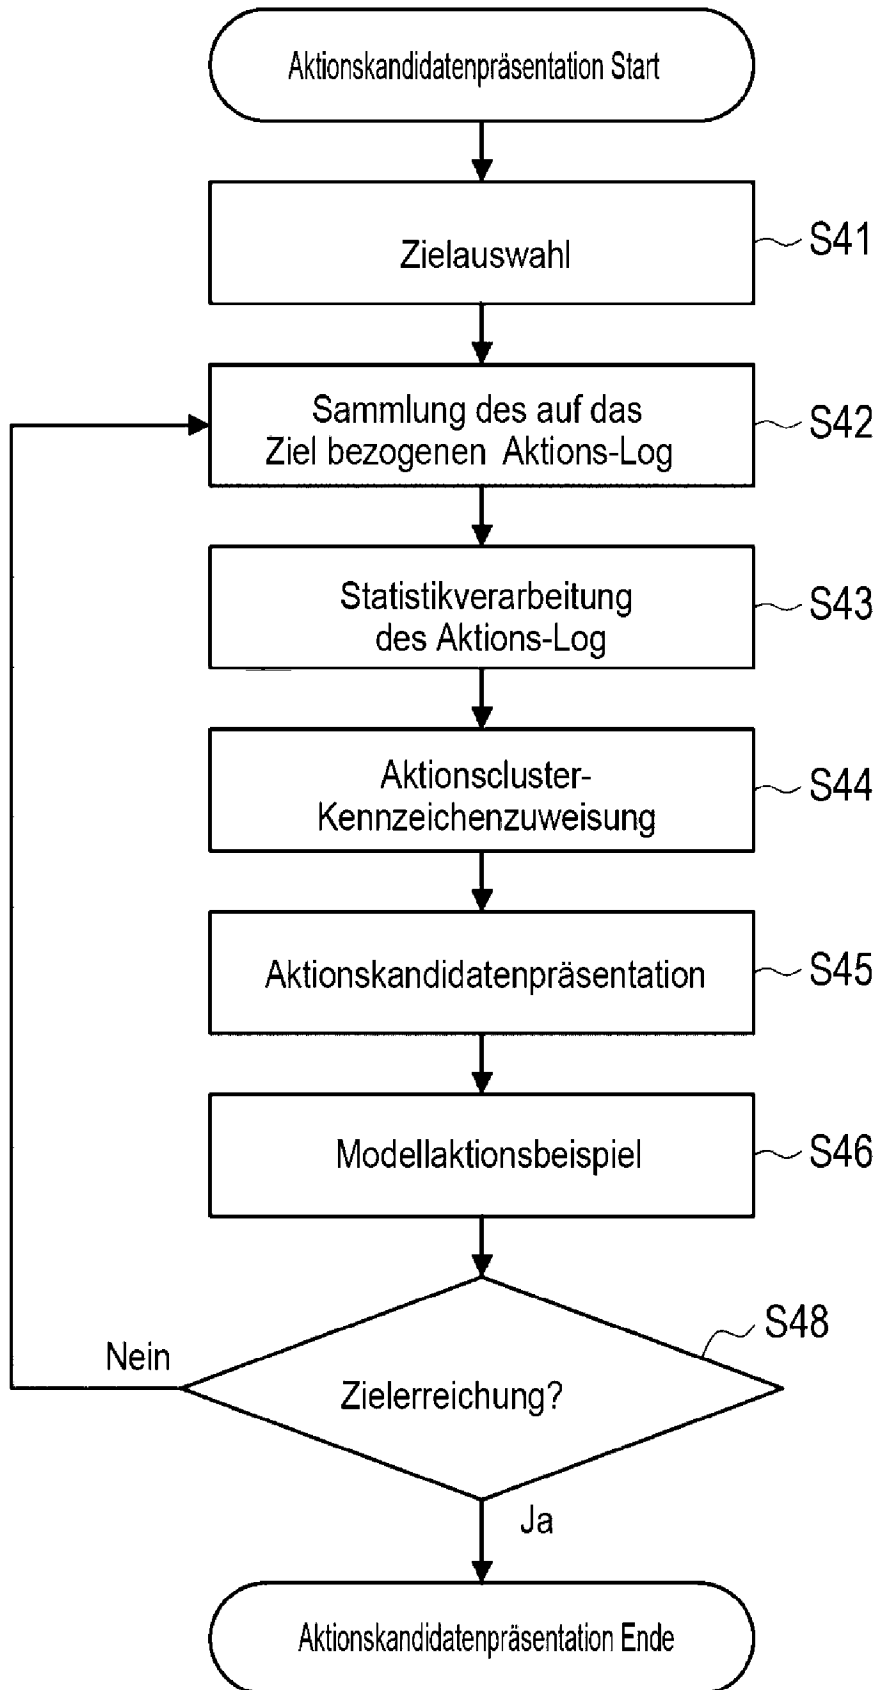 Aktionskandidatenpräsentation Start
Zielauswahl
S41
Sammlung des auf das
Ziel bezogenen Aktions-Log
S42
Statistikverarbeitung
des Aktions-Log
S43
Aktionscluster-
Kennzeichenzuweisung
S44
Aktionskandidatenpräsentation
S45
Modellaktionsbeispiel
S46
Zielerreichung?
S48
Nein
Ja
Aktionskandidatenpräsentation Ende